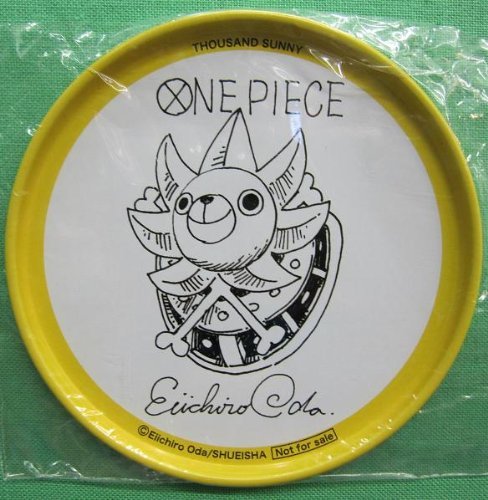 THOUSAND SUNNY
ONE PIECE
Eiichiro Oda.
©Eiichiro Oda/SHUEISHA Not for sale